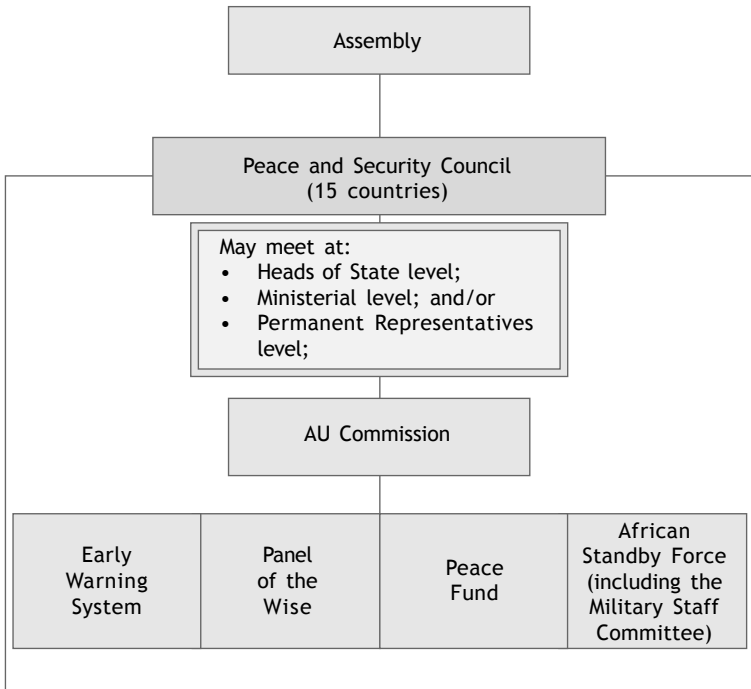 Assembly
Peace and Security Council
(15 countries)
May meet at:
• Heads of State level;
• Ministerial level; and/or
• Permanent Representatives
level;
AU Commission
Early
Warning
System
Panel
of the
Wise
Peace
Fund
African
Standby Force
(including the
Military Staff
Committee)